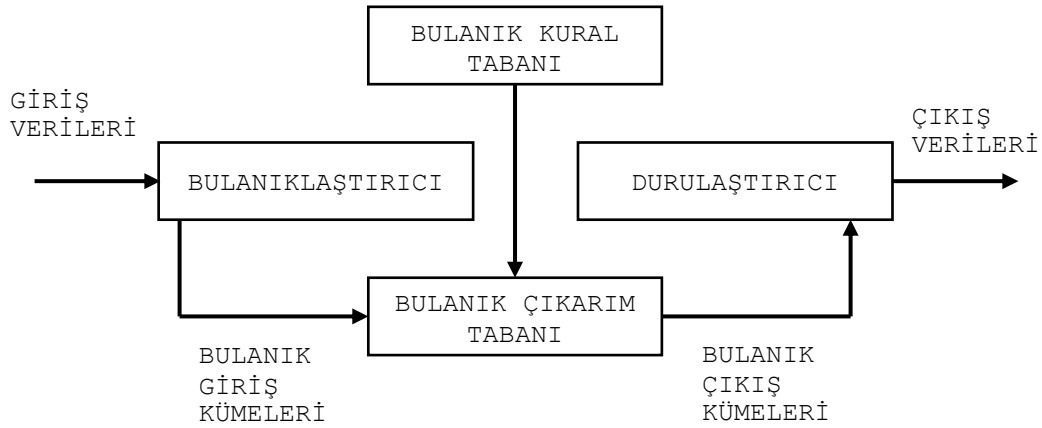 BULANIK KURAL
TABANI
GİRİŞ
VERİLERİ
ÇIKIŞ
VERİLERİ
BULANIKLAŞTIRICI
DURULAŞTIRICI
BULANIK ÇIKARIM
TABANI
BULANIK
GİRİŞ
KÜMELERİ
BULANIK
ÇIKIŞ
KÜMELERİ